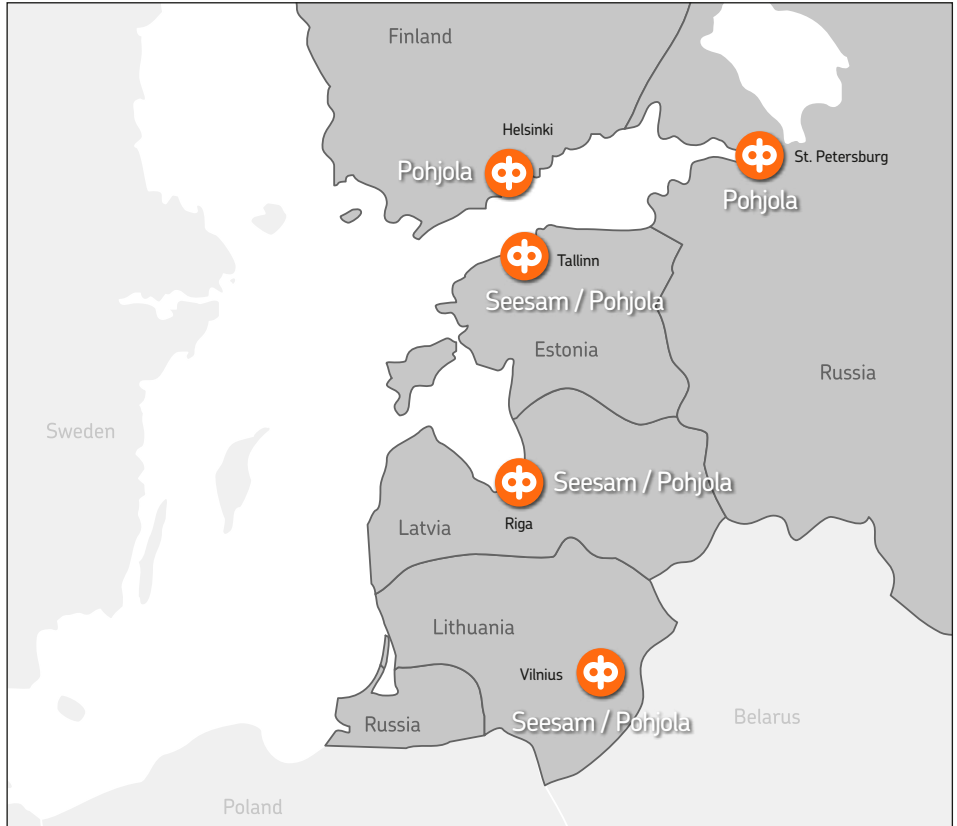 Finland
Helsinki
Pohjola
St. Petersburg
Pohjola
Tallinn
Seesam / Pohjola
Estonia
Russia
Sweden
Seesam / Pohjola
Riga
Latvia
Lithuania
Vilnius
Seesam / Pohjola
Russia
Belarus
Poland